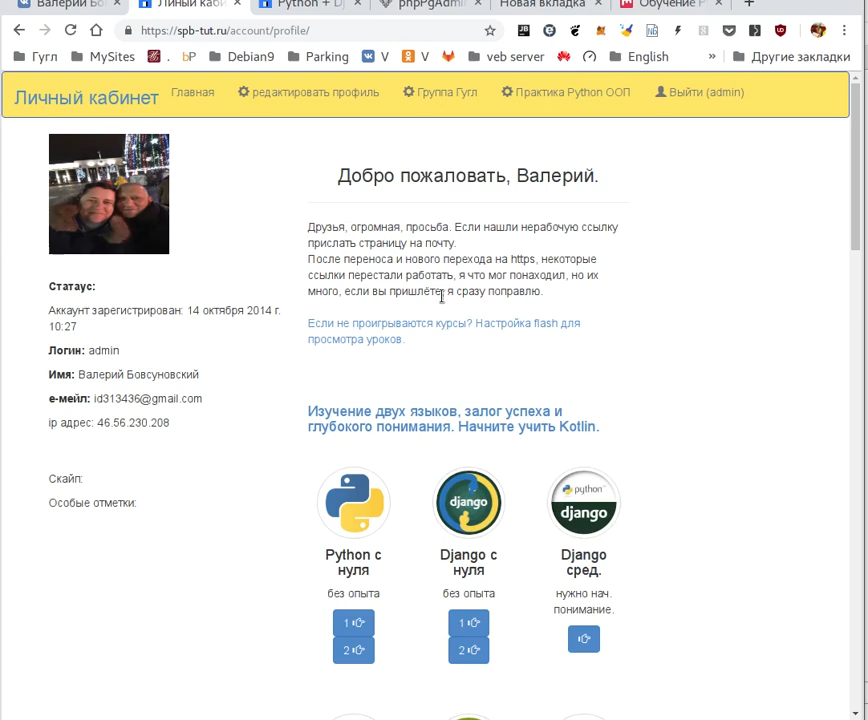 Валерий Бо
Личный каб
Python + D
phpPgAdmi
Новая вкладка
Обучение P
https://spb-tut.ru/account/profile/
Гугл
MySites
bP
Debian9
Parking
V
V
veb server
English
»
Другие закладки
Личный кабинет
Главная
редактировать профиль
Группа Гугл
Практика Python ООП
Выйти (admin)
Добро пожаловать, Валерий.
Друзья, огромная, просьба. Если нашли нерабочую ссылку
прислать страницу на почту.
После переноса и нового перехода на https, некоторые
ссылки перестали работать, я что мог понаходил, но их
много, если вы пришлёте, я сразу поправлю.
Если не проигрываются курсы? Настройка flash для
просмотра уроков.
Статаус:
Аккаунт зарегистрирован: 14 октября 2014 г.
10:27
Логин: admin
Имя: Валерий Бовсуновский
е-мейл: id313436@gmail.com
ip адрес: 46.56.230.208
Скайп:
Особые отметки:
Изучение двух языков, залог успеха и
глубокого понимания. Начните учить Kotlin.
django
python
django
Python с
нуля
без опыта
1
2
Django с
нуля
без опыта
1
2
Django
сред.
нужно нач.
понимание.